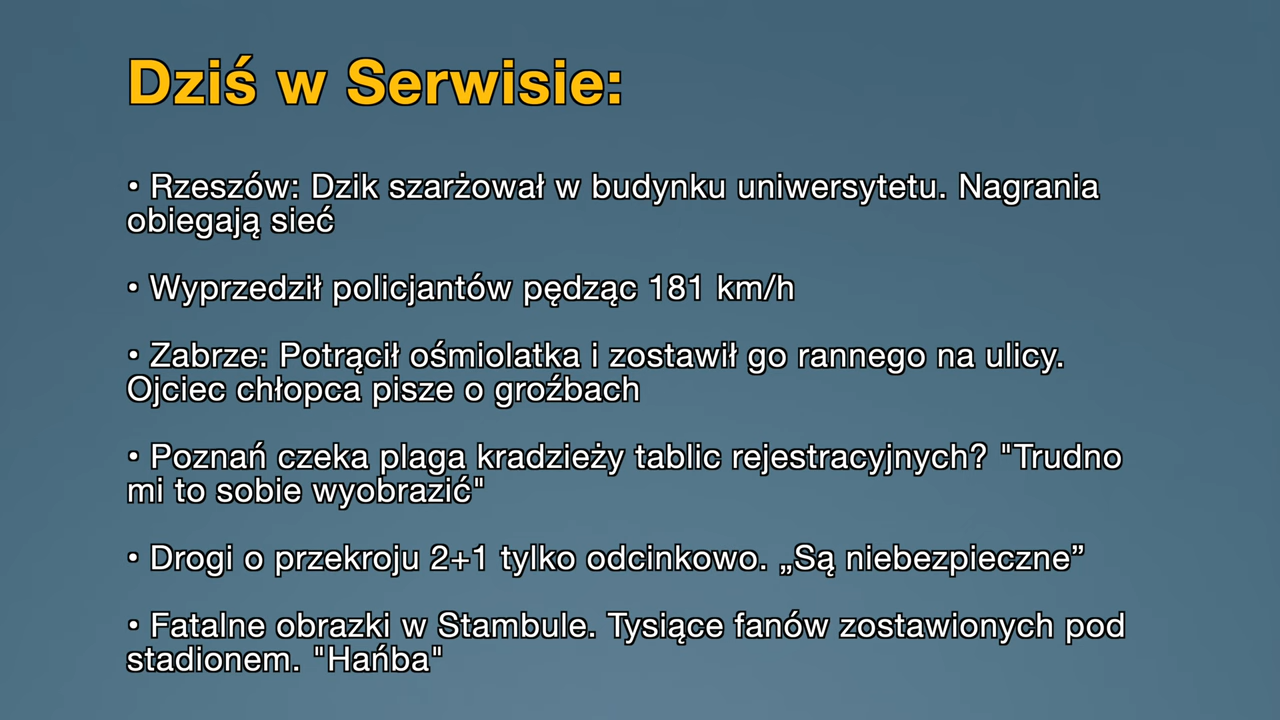 Dziś w Serwisie:
• Rzeszów: Dzik szarżował w budynku uniwersytetu. Nagrania
obiegają sieć
• Wyprzedził policjantów pędząc 181 km/h
• Zabrze: Potrącił ośmiolatka i zostawił go rannego na ulicy.
Ojciec chłopca pisze o groźbach
• Poznań czeka plaga kradzieży tablic rejestracyjnych? "Trudno
mi to sobie wyobrazić"
• Drogi o przekroju 2+1 tylko odcinkowo. „Są niebezpieczne”
• Fatalne obrazki w Stambule. Tysiące fanów zostawionych pod
stadionem. "Hańba"